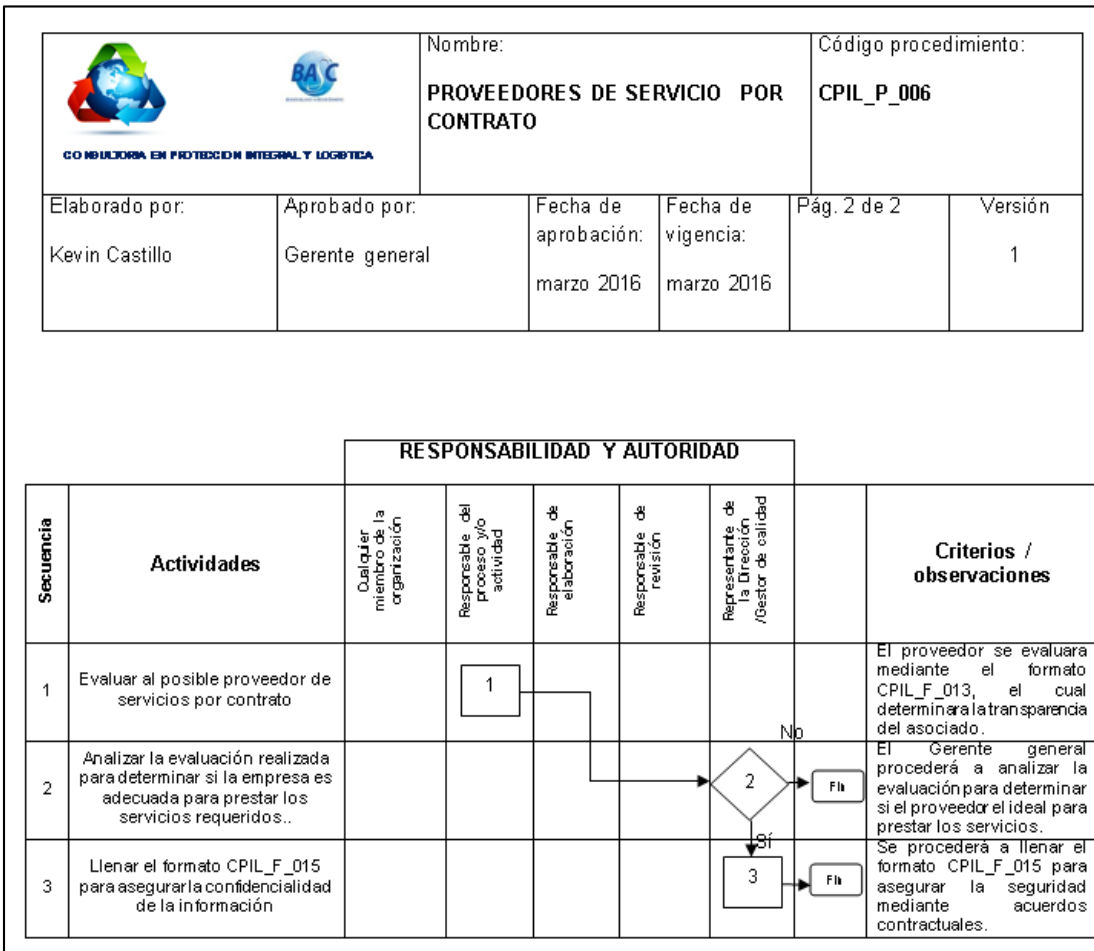 BASC
CONSULTORIA EN PROTECCION INTEGRAL Y LOGISTICA
Nombre:
PROVEEDORES DE SERVICIO POR
CONTRATO
Código procedimiento:
CPIL_P_006
Elaborado por:
Kevin Castillo
Aprobado por:
Gerente general
Fecha de
aprobación:
marzo 2016
Fecha de
vigencia:
marzo 2016
Pág. 2 de 2
Versión
1
RESPONSABILIDAD Y AUTORIDAD
Secuencia
Actividades
Cualquier
miembro de la
organización
Responsable del
proceso y/o
actividad
Responsable de
elaboración
Responsable de
revisión
Representante de
la Dirección
/Gestor de calidad
Criterios /
observaciones
1
Evaluar al posible proveedor de
servicios por contrato
1
El proveedor se evaluara
mediante el formato
CPIL_F_013, el cual
determinara la transparencia
del asociado.
No
2
Analizar la evaluación realizada
para determinar si la empresa es
adecuada para prestar los
servicios requeridos..
2
Fin
El Gerente general
procederá a analizar la
evaluación para determinar
si el proveedor el ideal para
prestar los servicios.
Sí
3
Llenar el formato CPIL_F_015
para asegurar la confidencialidad
de la información
3
Fin
Se procederá a llenar el
formato CPIL_F_015 para
asegurar la seguridad
mediante acuerdos
contractuales.